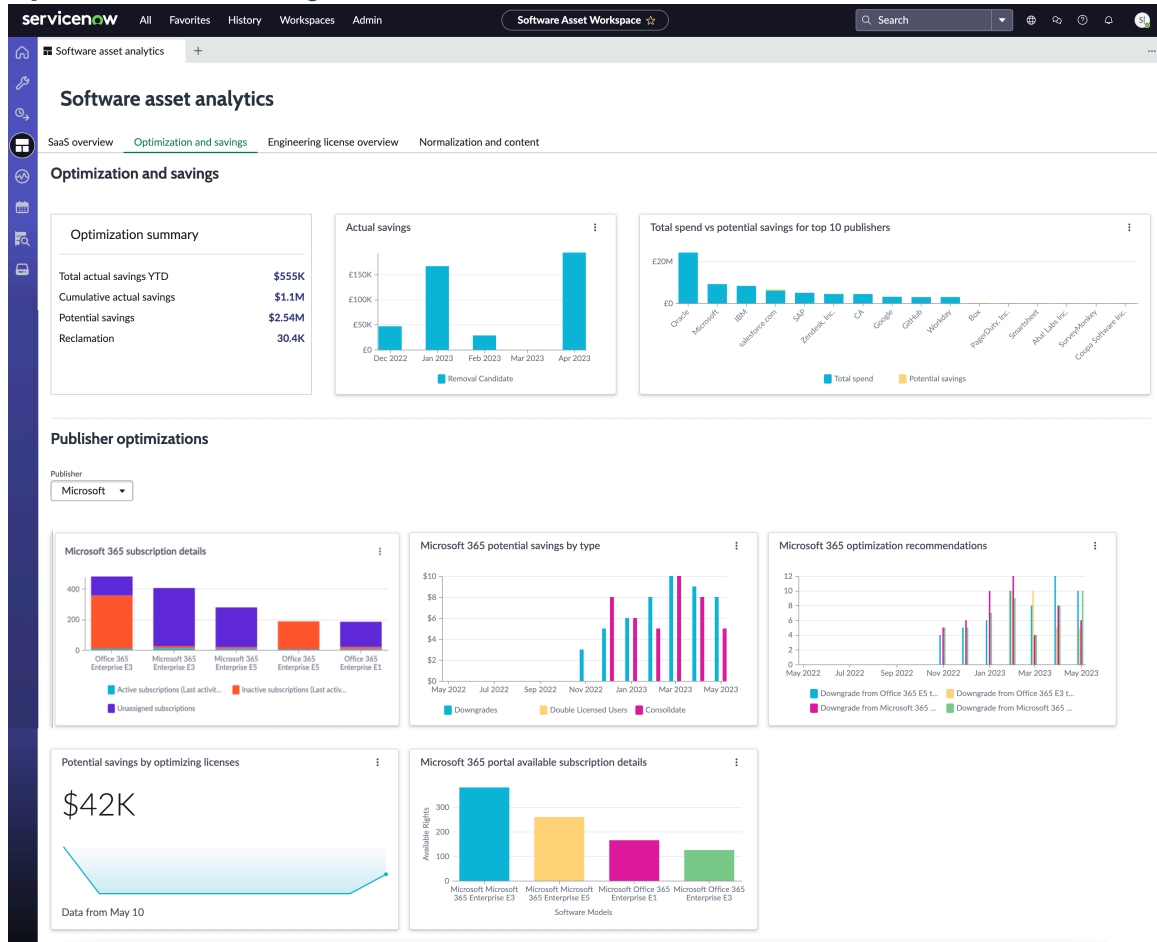 servicenow All Favorites History Workspaces Admin Software Asset Workspace Search
Software asset analytics
Software asset analytics
SaaS overview Optimization and savings Engineering license overview Normalization and content
Optimization and savings
Optimization summary
Total actual savings YTD $555K
Cumulative actual savings $1.1M
Potential savings $2.54M
Reclamation 30.4K
Actual savings
£150K
£100K
£50K
£0
Dec 2022 Jan 2023 Feb 2023 Mar 2023 Apr 2023
Removal Candidate
Total spend vs potential savings for top 10 publishers
£20M
£0
Oracle Microsoft IBM salesforce.com SAP Zendesk, Inc. CA Google GitHub Workday Box PagerDuty, Inc. Smartsheet Aha! Labs Inc. SurveyMonkey Coupa Software Inc.
Total spend Potential savings
Publisher optimizations
Publisher
Microsoft
Microsoft 365 subscription details
400
200
0
Office 365 Enterprise E3 Microsoft 365 Enterprise E3 Microsoft 365 Enterprise E5 Office 365 Enterprise E5 Office 365 Enterprise E1
Active subscriptions (Last activit... Inactive subscriptions (Last activ...
Unassigned subscriptions
Microsoft 365 potential savings by type
$10
$8
$6
$4
$2
$0
May 2022 Jul 2022 Sep 2022 Nov 2022 Jan 2023 Mar 2023 May 2023
Downgrades Double Licensed Users Consolidate
Microsoft 365 optimization recommendations
12
10
8
6
4
2
0
May 2022 Jul 2022 Sep 2022 Nov 2022 Jan 2023 Mar 2023 May 2023
Downgrade from Office 365 E5 t... Downgrade from Office 365 E3 t...
Downgrade from Microsoft 365 ... Downgrade from Microsoft 365 ...
Potential savings by optimizing licenses
$42K
Data from May 10
Microsoft 365 portal available subscription details
Available Rights
300
200
100
0
Microsoft Microsoft 365 Enterprise E3 Microsoft Microsoft 365 Enterprise E5 Microsoft Office 365 Enterprise E1 Microsoft Office 365 Enterprise E3
Software Models